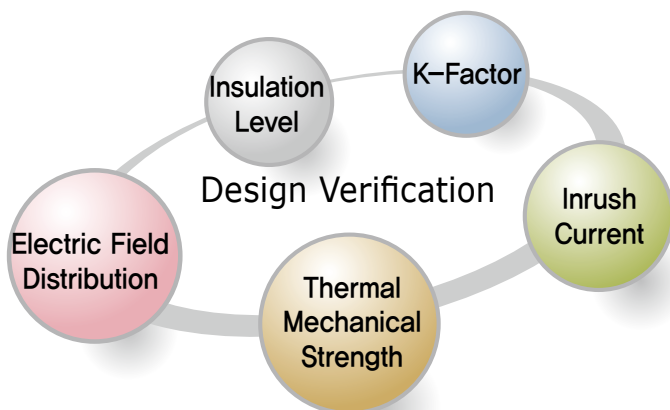 Insulation
Level
K-Factor
Design Verification
Inrush
Current
Electric Field
Distribution
Thermal
Mechanical
Strength